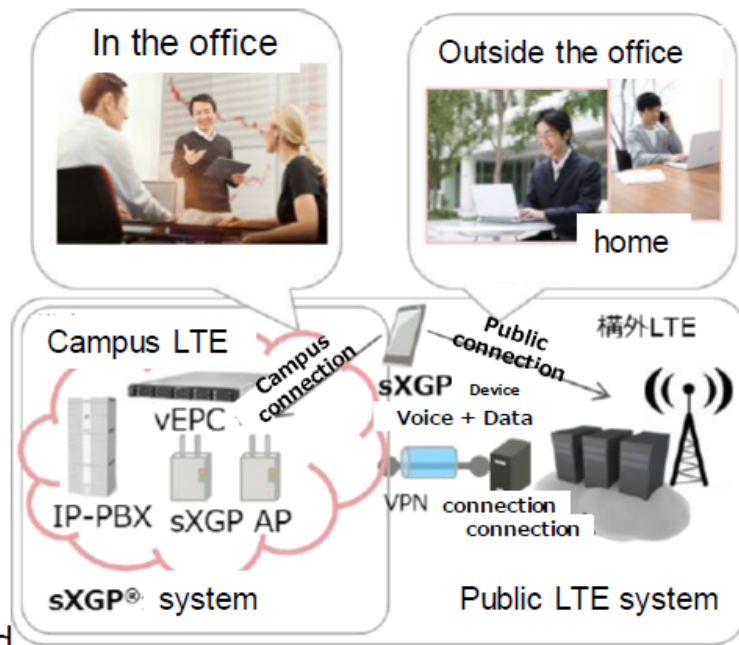 In the office
Outside the office
home
Campus LTE
構外LTE
Campus
connection
Public
connection
sXGP Device
Voice + Data
vEPC
IP-PBX
sXGP AP
VPN connection
connection
sXGP® system
Public LTE system